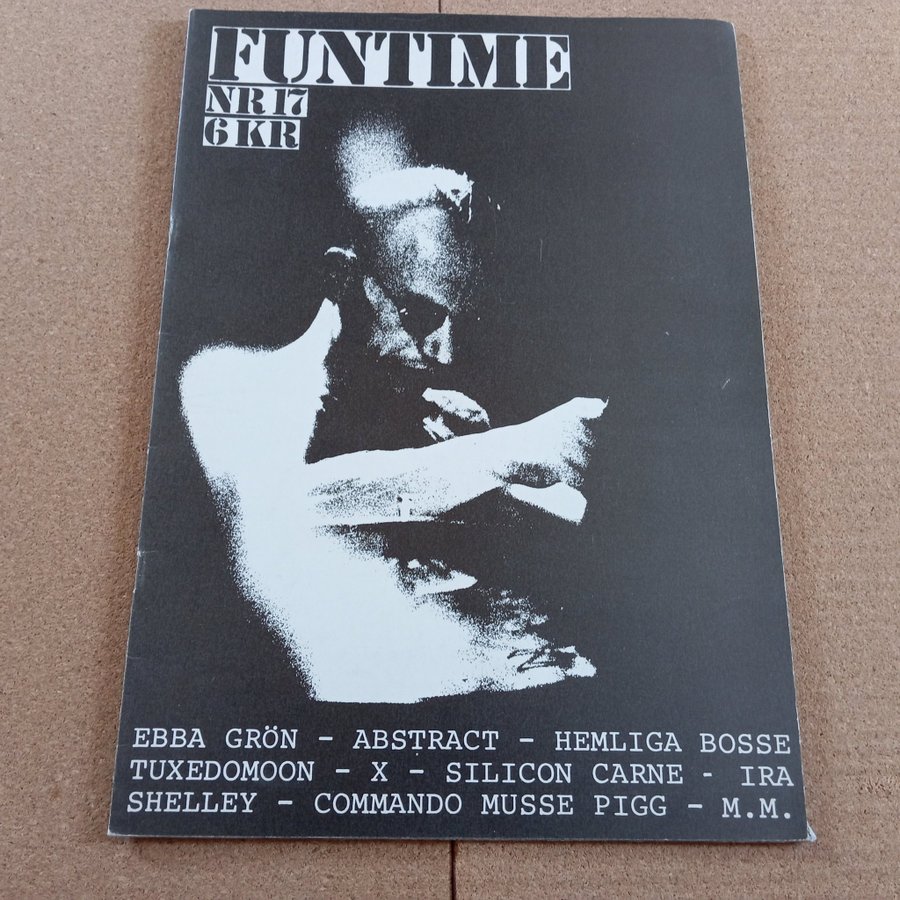 FUNTIME
NR 17
6 KR
EBBA GRÖN - ABSTRACT - HEMLIGA BOSSE
TUXEDOMOON - X - SILICON CARNE - IRA
SHELLEY - COMMANDO MUSSE PIGG - M.M.